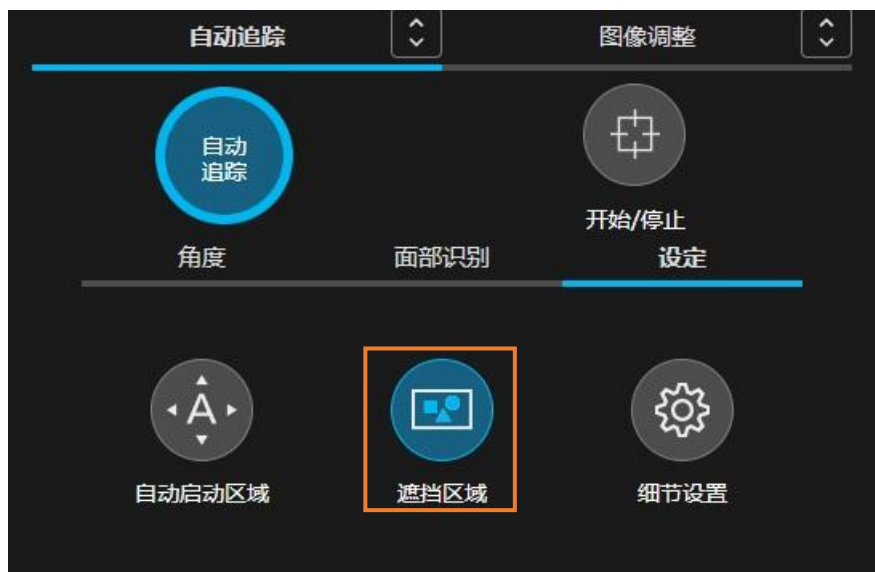 自动追踪
图像调整
自动
追踪
开始/停止
角度
面部识别
设定
A
自动启动区域
遮挡区域
细节设置